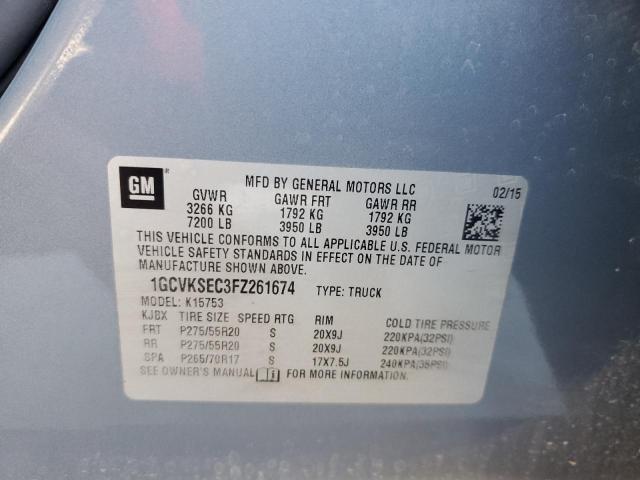 GM
MFD BY GENERAL MOTORS LLC
02/15
GVWR GAWR FRT GAWR RR
3266 KG 1792 KG 1792 KG
7200 LB 3950 LB 3950 LB
THIS VEHICLE CONFORMS TO ALL APPLICABLE U.S. FEDERAL MOTOR
VEHICLE SAFETY STANDARDS IN EFFECT ON THE DATE OF
MANUFACTURE SHOWN ABOVE.
1GCVKSEC3FZ261674 TYPE: TRUCK
MODEL: K15753
KJBX TIRE SIZE SPEED RTG RIM COLD TIRE PRESSURE
FRT P275/55R20 S 20X9J 220KPA(32PSI)
RR P275/55R20 S 20X9J 220KPA(32PSI)
SPA P265/70R17 S 17X7.5J 240KPA(35PSI)
SEE OWNER'S MANUAL FOR MORE INFORMATION.